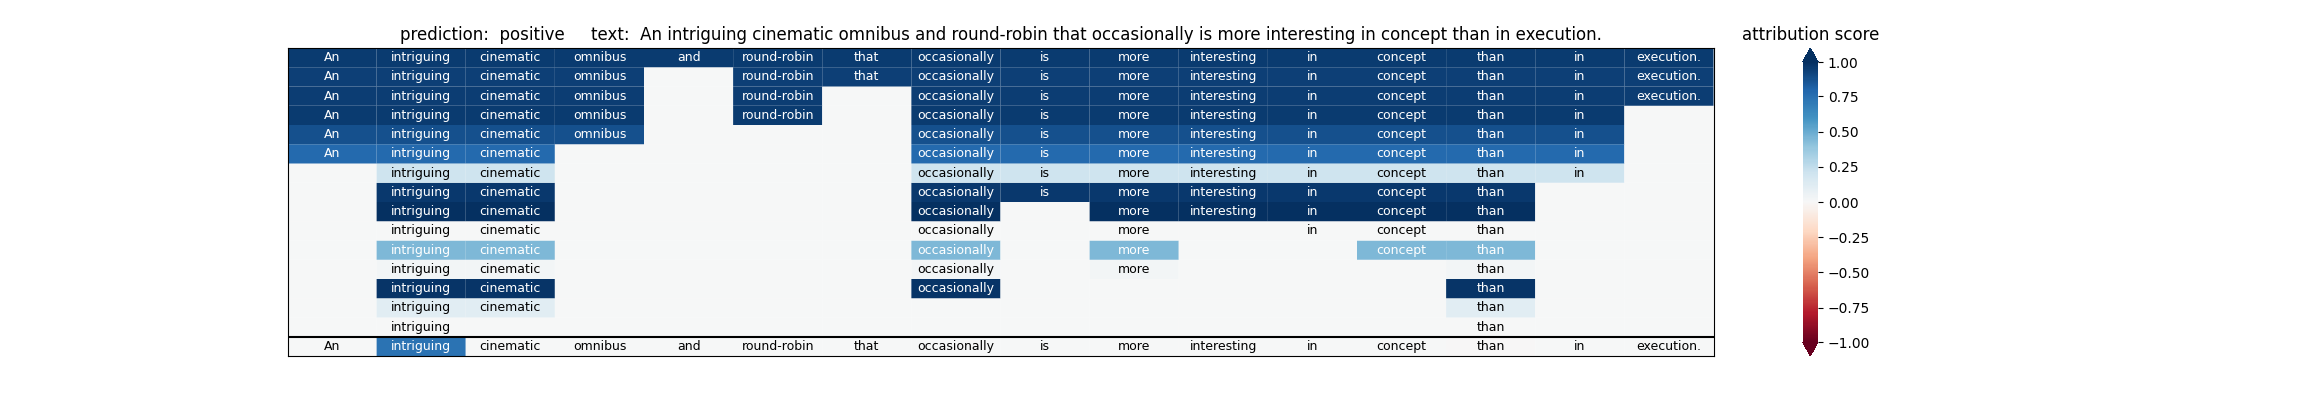 prediction:  positive     text:  An intriguing cinematic omnibus and round-robin that occasionally is more interesting in concept than in execution.
attribution score
An intriguing cinematic omnibus and round-robin that occasionally is more interesting in concept than in execution.
An intriguing cinematic omnibus round-robin that occasionally is more interesting in concept than in execution.
An intriguing cinematic omnibus round-robin occasionally is more interesting in concept than in execution.
An intriguing cinematic omnibus round-robin occasionally is more interesting in concept than in
An intriguing cinematic omnibus occasionally is more interesting in concept than in
An intriguing cinematic occasionally is more interesting in concept than in
intriguing cinematic occasionally is more interesting in concept than in
intriguing cinematic occasionally is more interesting in concept than
intriguing cinematic occasionally more interesting in concept than
intriguing cinematic occasionally more in concept than
intriguing cinematic occasionally more concept than
intriguing cinematic occasionally more than
intriguing cinematic occasionally than
intriguing cinematic than
intriguing than
An intriguing cinematic omnibus and round-robin that occasionally is more interesting in concept than in execution.
1.00
0.75
0.50
0.25
0.00
−0.25
−0.50
−0.75
−1.00